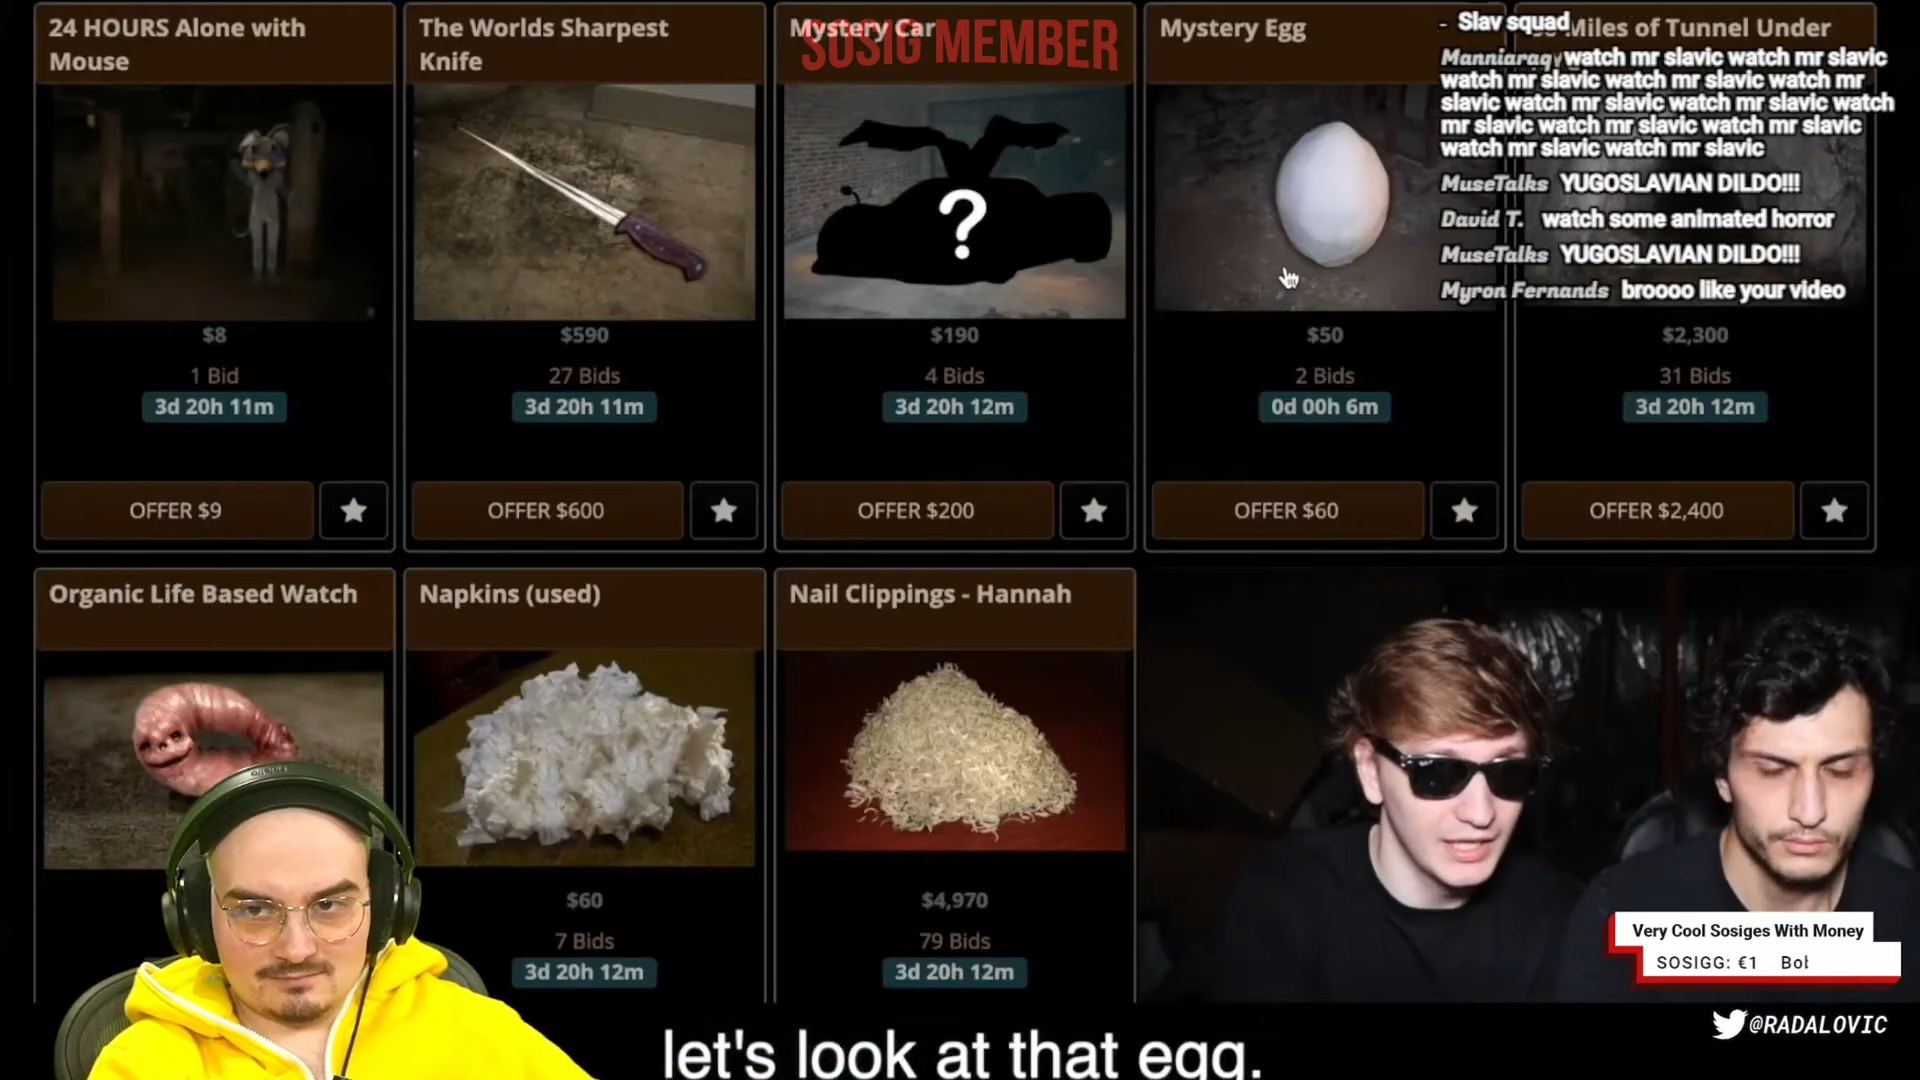 24 HOURS Alone with
Mouse
$8
1 Bid
3d 20h 11m
OFFER $9
The Worlds Sharpest
Knife
$590
27 Bids
3d 20h 11m
OFFER $600
Mystery Car
SOSIG MEMBER
?
$190
4 Bids
3d 20h 12m
OFFER $200
Mystery Egg
$50
2 Bids
0d 00h 6m
OFFER $60
Miles of Tunnel Under
$2,300
31 Bids
3d 20h 12m
OFFER $2,400
- Slav squad
Manniaraqy watch mr slavic watch mr slavic
watch mr slavic watch mr slavic watch mr
slavic watch mr slavic watch mr slavic watch
mr slavic watch mr slavic watch mr slavic
watch mr slavic watch mr slavic
MuseTalks YUGOSLAVIAN DILDO!!!
David T. watch some animated horror
MuseTalks YUGOSLAVIAN DILDO!!!
Myron Fernands broooo like your video
Organic Life Based Watch
Napkins (used)
$60
7 Bids
3d 20h 12m
Nail Clippings - Hannah
$4,970
79 Bids
3d 20h 12m
Very Cool Sosiges With Money
SOSIGG: €1 Bob
@RADALOVIC
let's look at that egg.